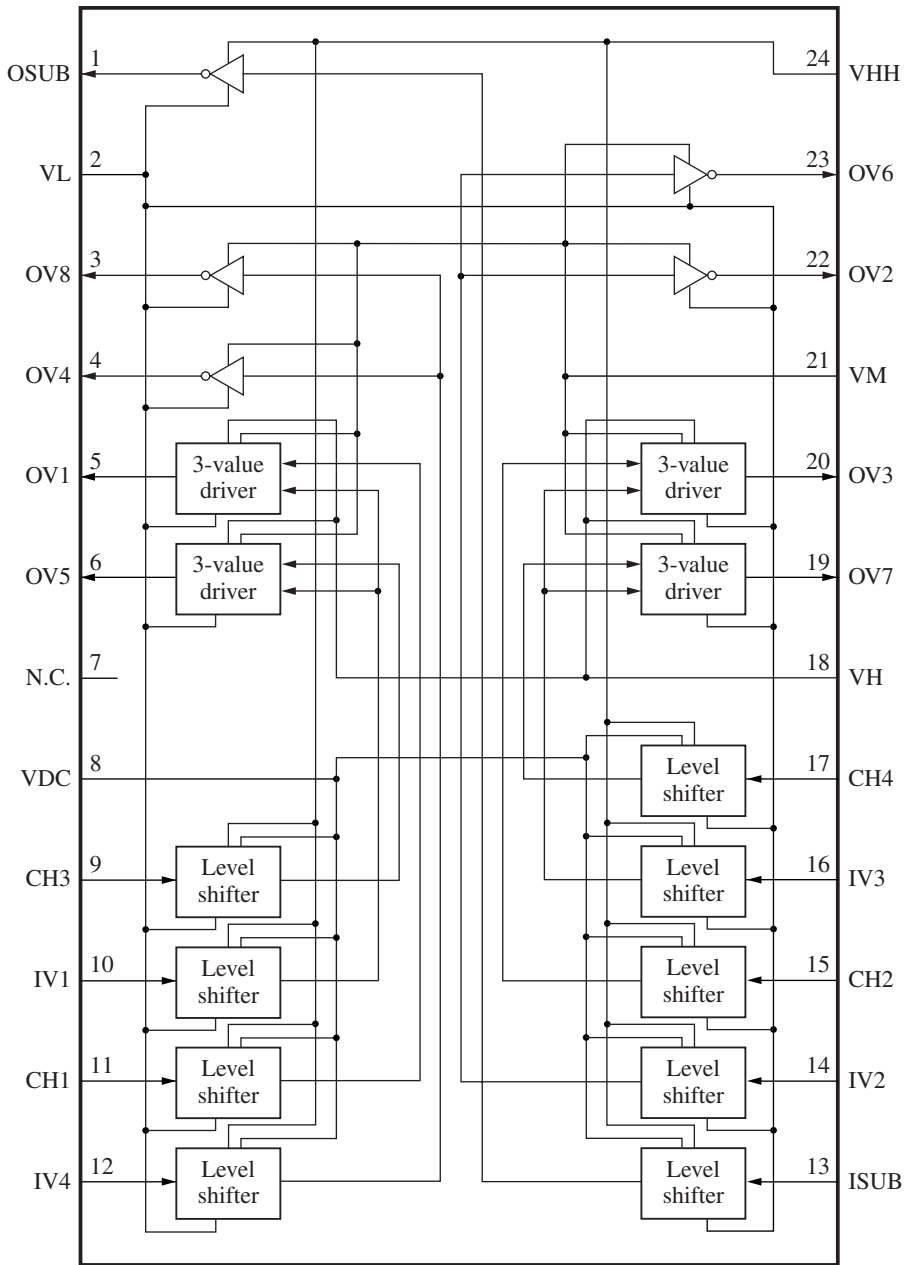 1
OSUB
24
VHH
2
VL
23
OV6
3
OV8
22
OV2
4
OV4
21
VM
5
OV1
3-value
driver
3-value
driver
20
OV3
6
OV5
3-value
driver
3-value
driver
19
OV7
7
N.C.
18
VH
8
VDC
Level
shifter
17
CH4
9
CH3
Level
shifter
Level
shifter
16
IV3
10
IV1
Level
shifter
Level
shifter
15
CH2
11
CH1
Level
shifter
Level
shifter
14
IV2
12
IV4
Level
shifter
Level
shifter
13
ISUB